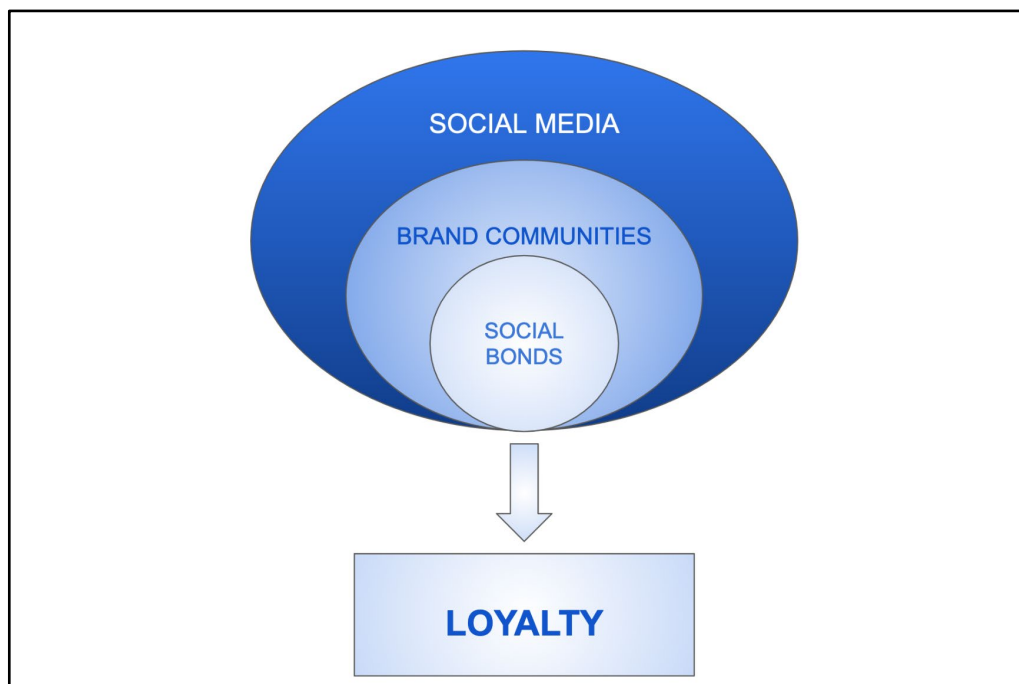 SOCIAL MEDIA
BRAND COMMUNITIES
SOCIAL
BONDS
LOYALTY